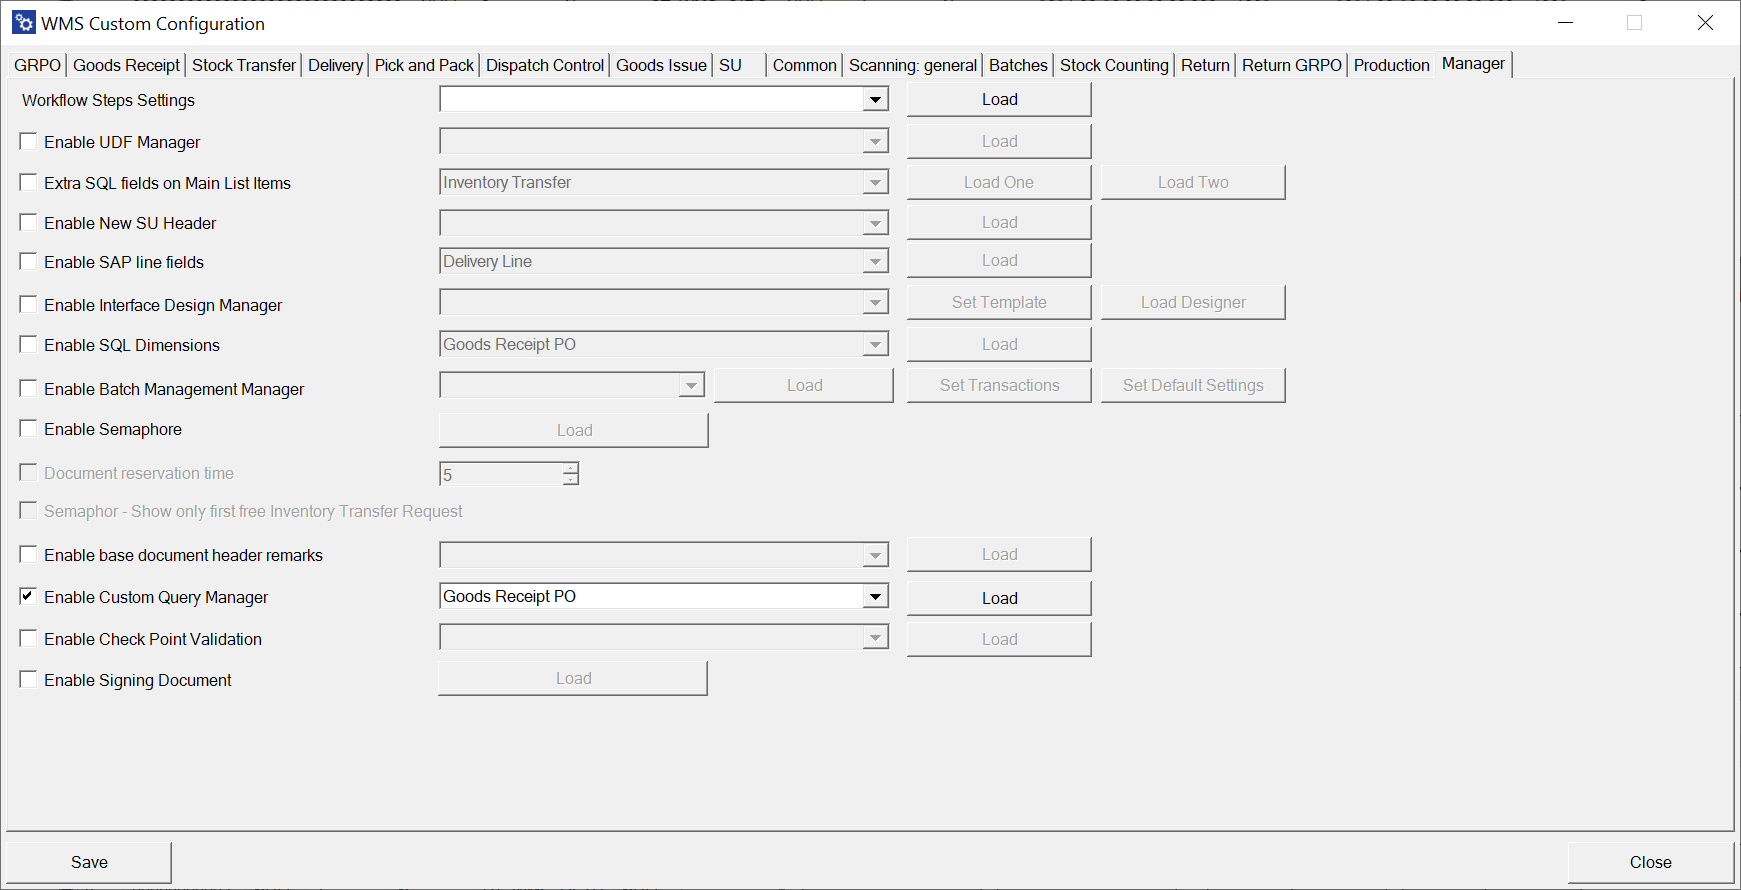 WMS Custom Configuration
GRPO Goods Receipt Stock Transfer Delivery Pick and Pack Dispatch Control Goods Issue SU Common Scanning: general Batches Stock Counting Return Return GRPO Production Manager
Workflow Steps Settings Load
Enable UDF Manager Load
Extra SQL fields on Main List Items Inventory Transfer Load One Load Two
Enable New SU Header Load
Enable SAP line fields Delivery Line Load
Enable Interface Design Manager Set Template Load Designer
Enable SQL Dimensions Goods Receipt PO Load
Enable Batch Management Manager Load Set Transactions Set Default Settings
Enable Semaphore Load
Document reservation time 5
Semaphor - Show only first free Inventory Transfer Request
Enable base document header remarks Load
Enable Custom Query Manager Goods Receipt PO Load
Enable Check Point Validation Load
Enable Signing Document Load
Save Close